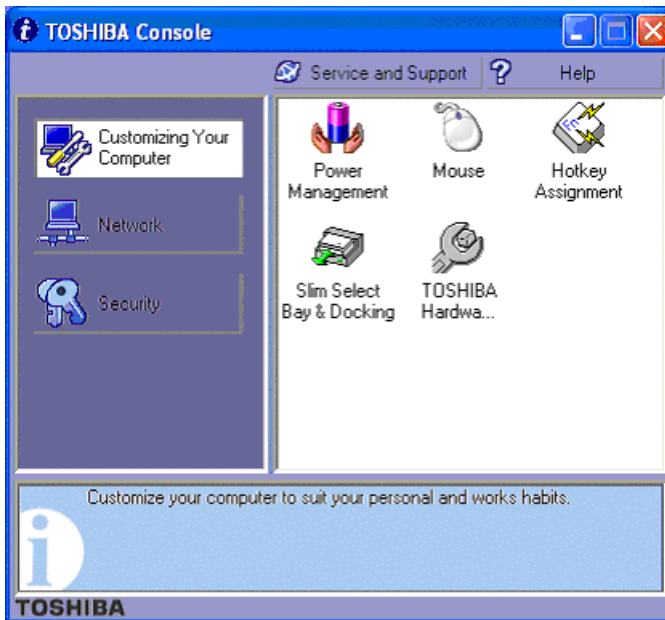 TOSHIBA Console
Service and Support
? Help
Customizing Your
Computer
Network
Security
Power
Management
Mouse
Fn
Hotkey
Assignment
Slim Select
Bay & Docking
TOSHIBA
Hardwa...
Customize your computer to suit your personal and works habits.
TOSHIBA